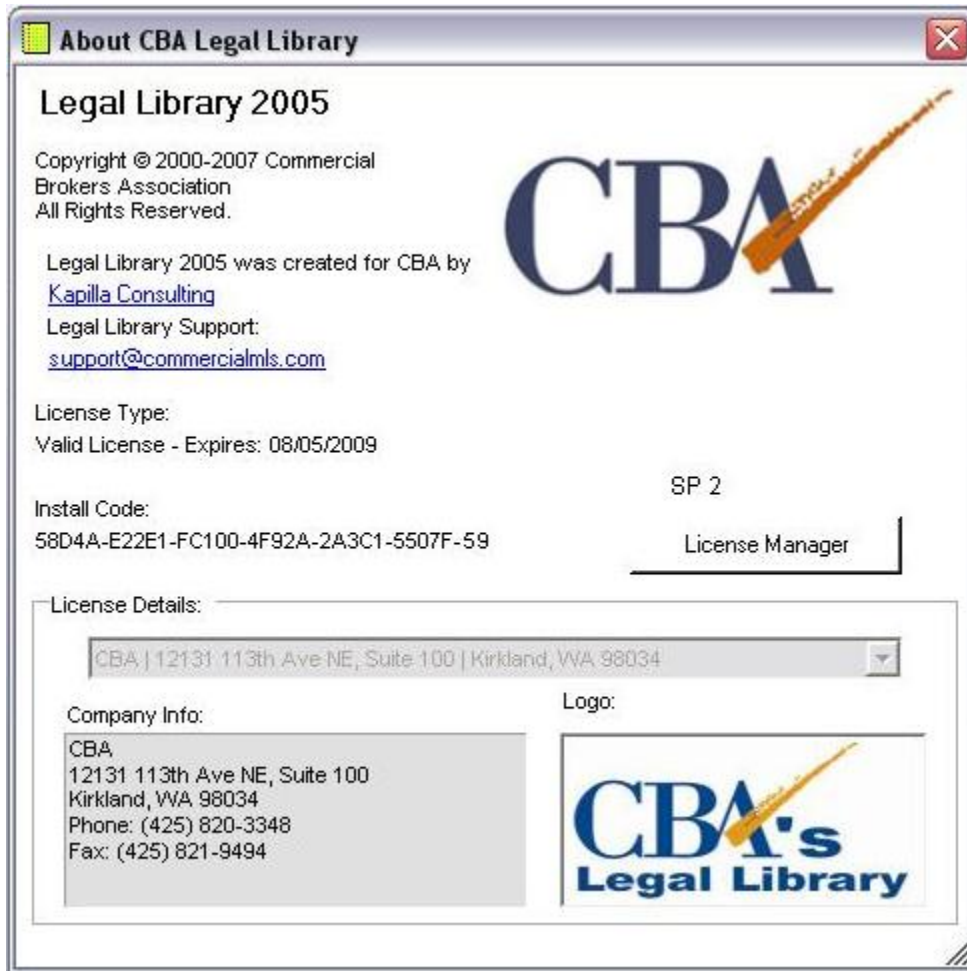 About CBA Legal Library
Legal Library 2005
Copyright © 2000-2007 Commercial
Brokers Association
All Rights Reserved.
CBA
Legal Library 2005 was created for CBA by
Kapilla Consulting
Legal Library Support:
support@commercialmls.com
License Type:
Valid License - Expires: 08/05/2009
SP 2
Install Code:
58D4A-E22E1-FC100-4F92A-2A3C1-5507F-59
License Manager
License Details:
CBA | 12131 113th Ave NE, Suite 100 | Kirkland, WA 98034
Company Info:
CBA
12131 113th Ave NE, Suite 100
Kirkland, WA 98034
Phone: (425) 820-3348
Fax: (425) 821-9494
Logo:
CBA's
Legal Library